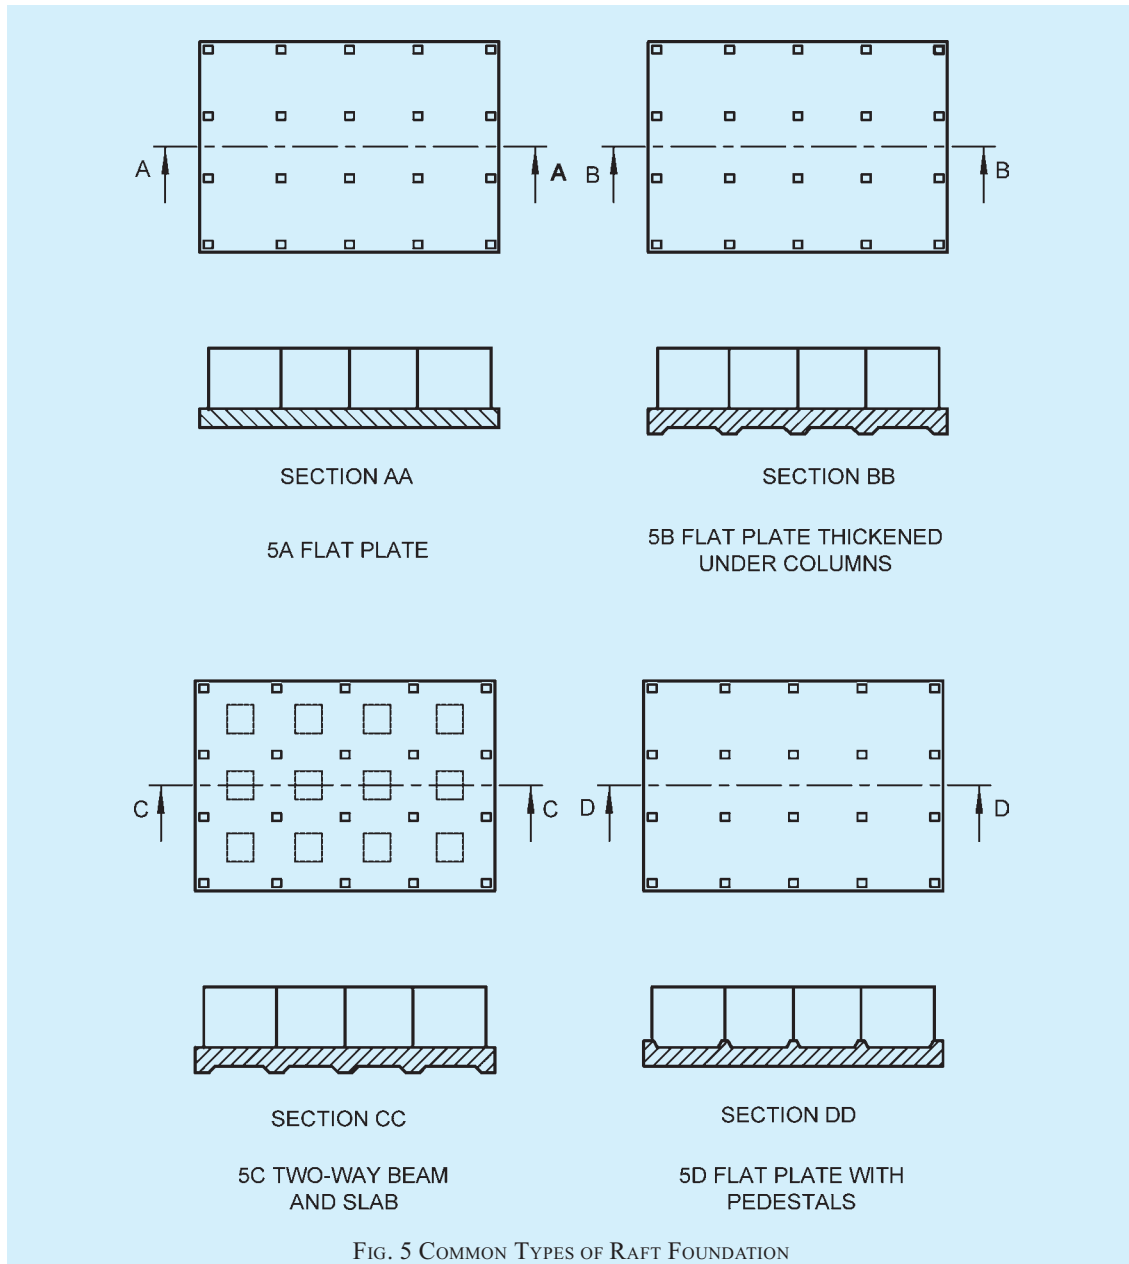 A
A
B
B
SECTION AA
SECTION BB
5A FLAT PLATE
5B FLAT PLATE THICKENED
UNDER COLUMNS
C
C
D
D
SECTION CC
SECTION DD
5C TWO-WAY BEAM
AND SLAB
5D FLAT PLATE WITH
PEDESTALS
FIG. 5 COMMON TYPES OF RAFT FOUNDATION